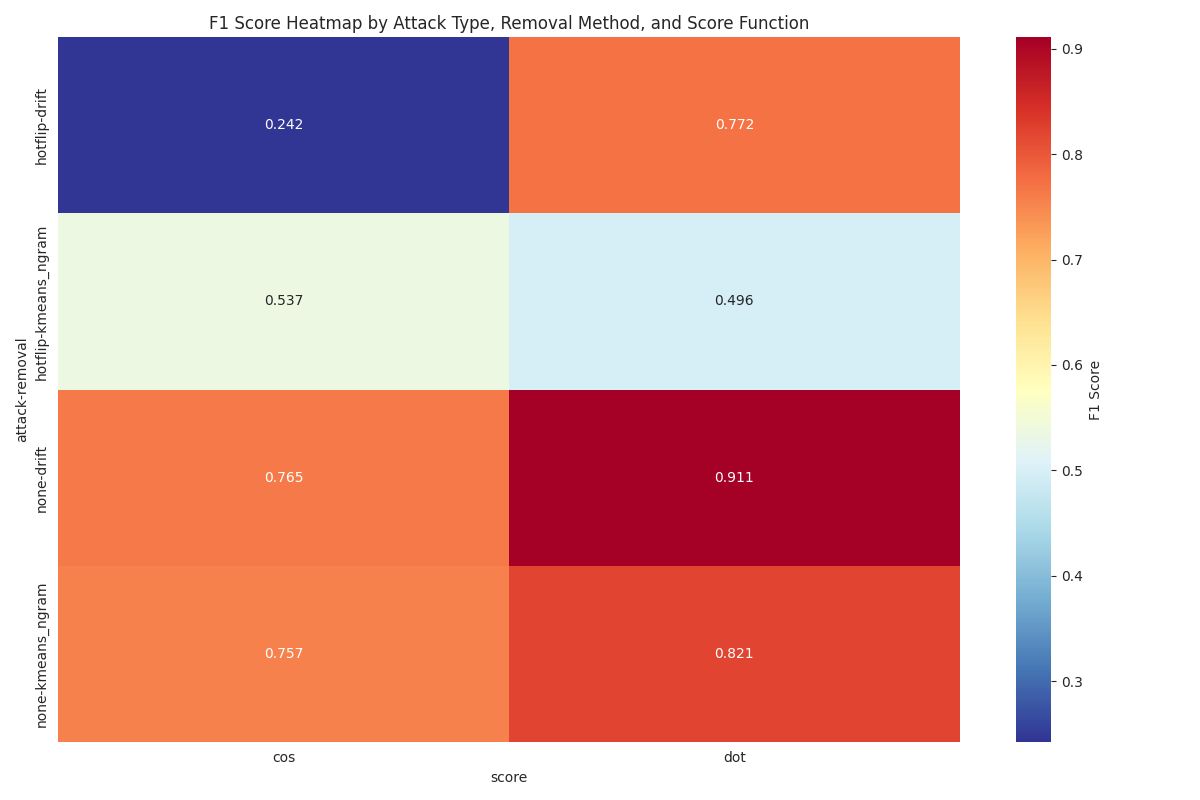 F1 Score Heatmap by Attack Type, Removal Method, and Score Function
attack-removal
hotflip-drift
0.242
0.772
hotflip-kmeans_ngram
0.537
0.496
none-drift
0.765
0.911
none-kmeans_ngram
0.757
0.821
cos
dot
score
0.9
0.8
0.7
0.6
0.5
0.4
0.3
F1 Score